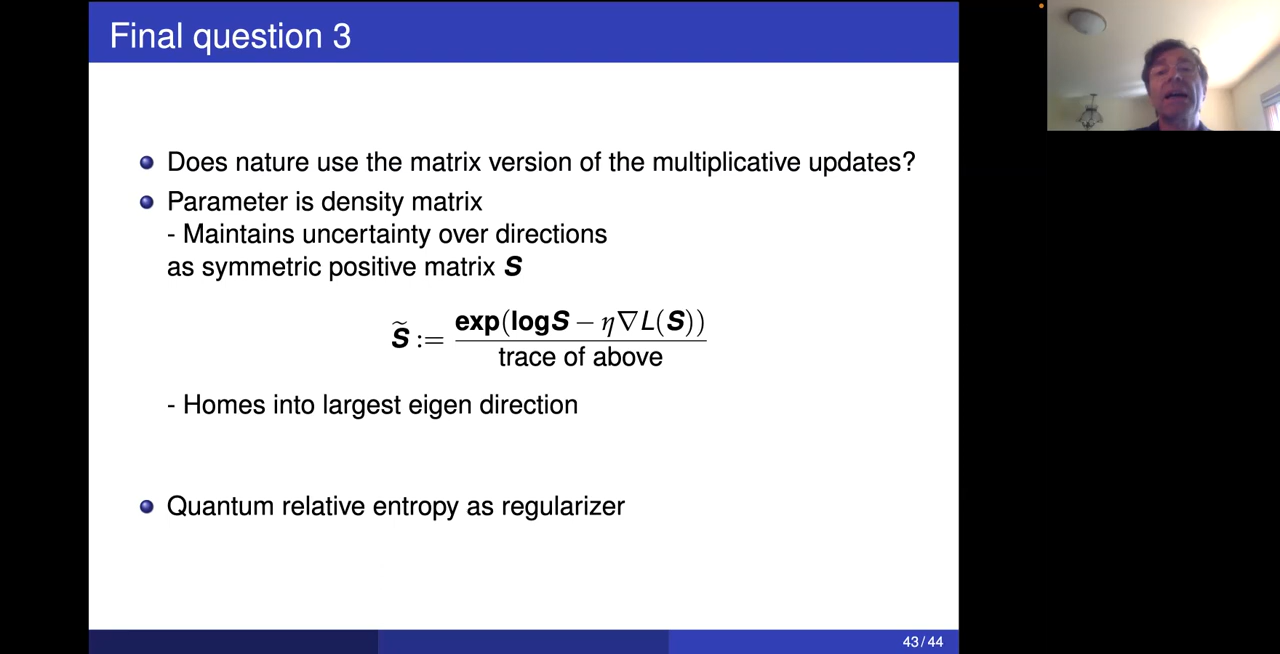 Final question 3
Does nature use the matrix version of the multiplicative updates?
Parameter is density matrix
- Maintains uncertainty over directions
as symmetric positive matrix S
S̃ := exp(logS − η∇L(S)) / trace of above
- Homes into largest eigen direction
Quantum relative entropy as regularizer
43/44